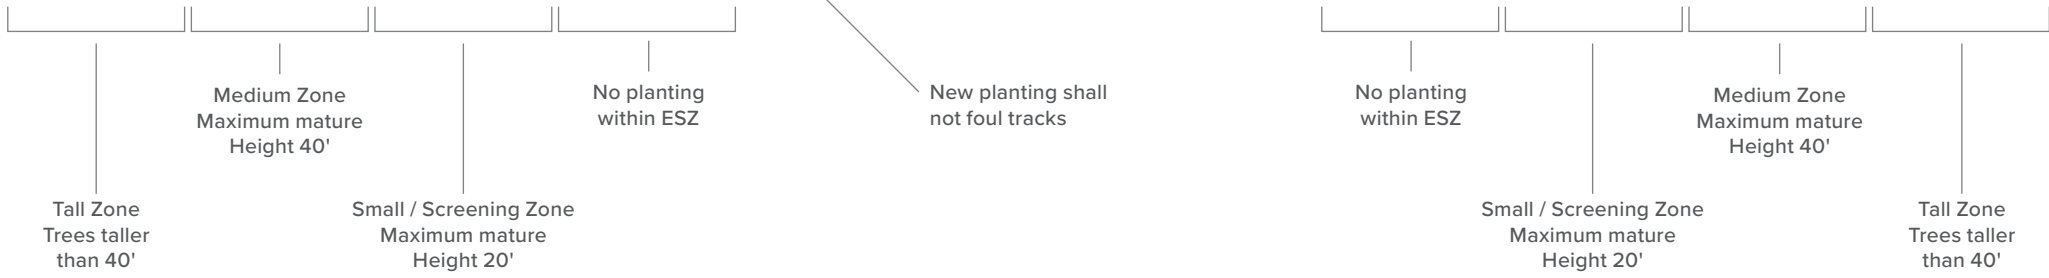 Medium Zone
Maximum mature
Height 40'
No planting
within ESZ
New planting shall
not foul tracks
No planting
within ESZ
Medium Zone
Maximum mature
Height 40'
Tall Zone
Trees taller
than 40'
Small / Screening Zone
Maximum mature
Height 20'
Small / Screening Zone
Maximum mature
Height 20'
Tall Zone
Trees taller
than 40'